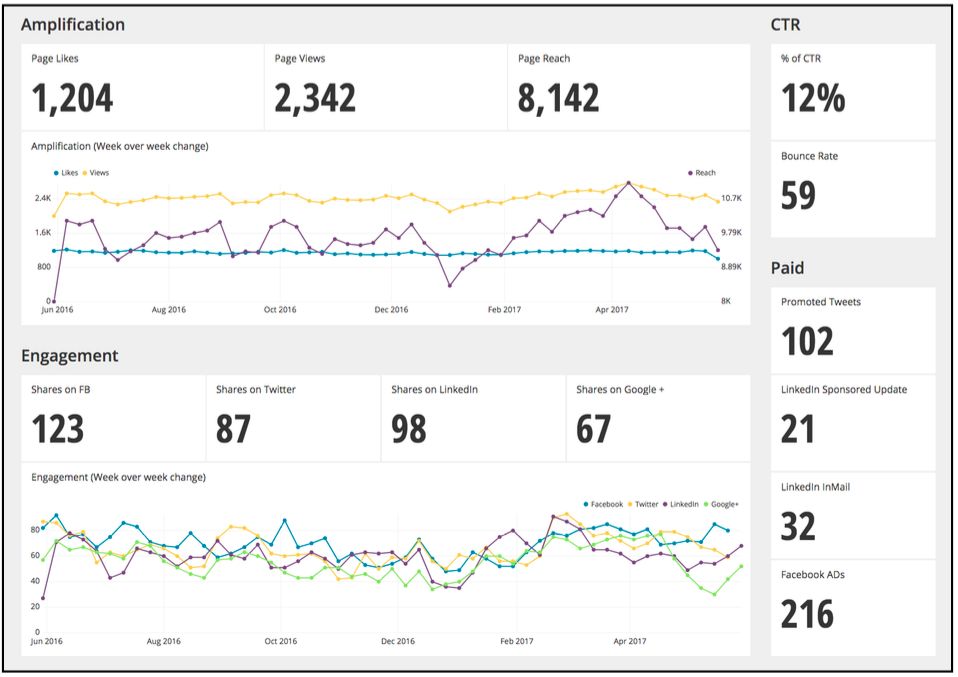 Amplification
Page Likes
1,204
Page Views
2,342
Page Reach
8,142
Amplification (Week over week change)
Likes Views
Reach
2.4K
1.6K
800
0
10.7K
9.79K
8.89K
8K
Jun 2016 Aug 2016 Oct 2016 Dec 2016 Feb 2017 Apr 2017
Engagement
Shares on FB
123
Shares on Twitter
87
Shares on LinkedIn
98
Shares on Google +
67
Engagement (Week over week change)
Facebook Twitter LinkedIn Google+
80
60
40
20
0
Jun 2016 Aug 2016 Oct 2016 Dec 2016 Feb 2017 Apr 2017
CTR
% of CTR
12%
Bounce Rate
59
Paid
Promoted Tweets
102
LinkedIn Sponsored Update
21
LinkedIn InMail
32
Facebook ADs
216